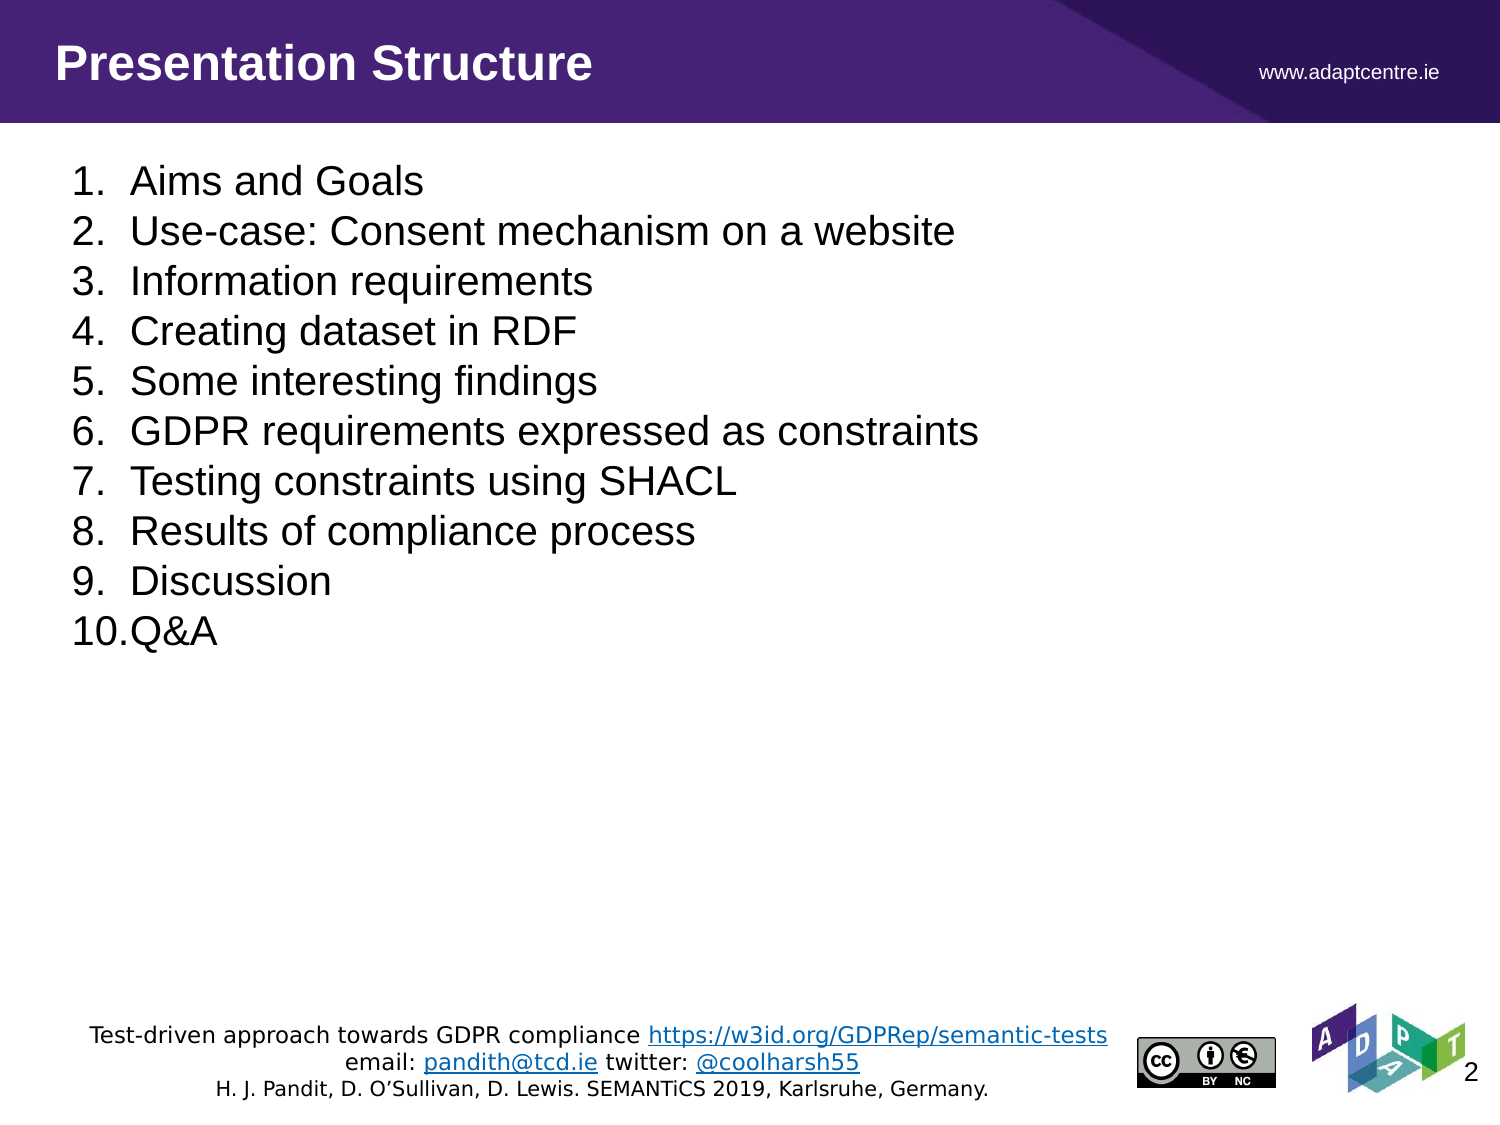 Presentation Structure
www.adaptcentre.ie
1. Aims and Goals
2. Use-case: Consent mechanism on a website
3. Information requirements
4. Creating dataset in RDF
5. Some interesting findings
6. GDPR requirements expressed as constraints
7. Testing constraints using SHACL
8. Results of compliance process
9. Discussion
10.Q&A
Test-driven approach towards GDPR compliance https://w3id.org/GDPRep/semantic-tests
email: pandith@tcd.ie twitter: @coolharsh55
H. J. Pandit, D. O’Sullivan, D. Lewis. SEMANTiCS 2019, Karlsruhe, Germany.
cc
BY NC
ADAPT
2